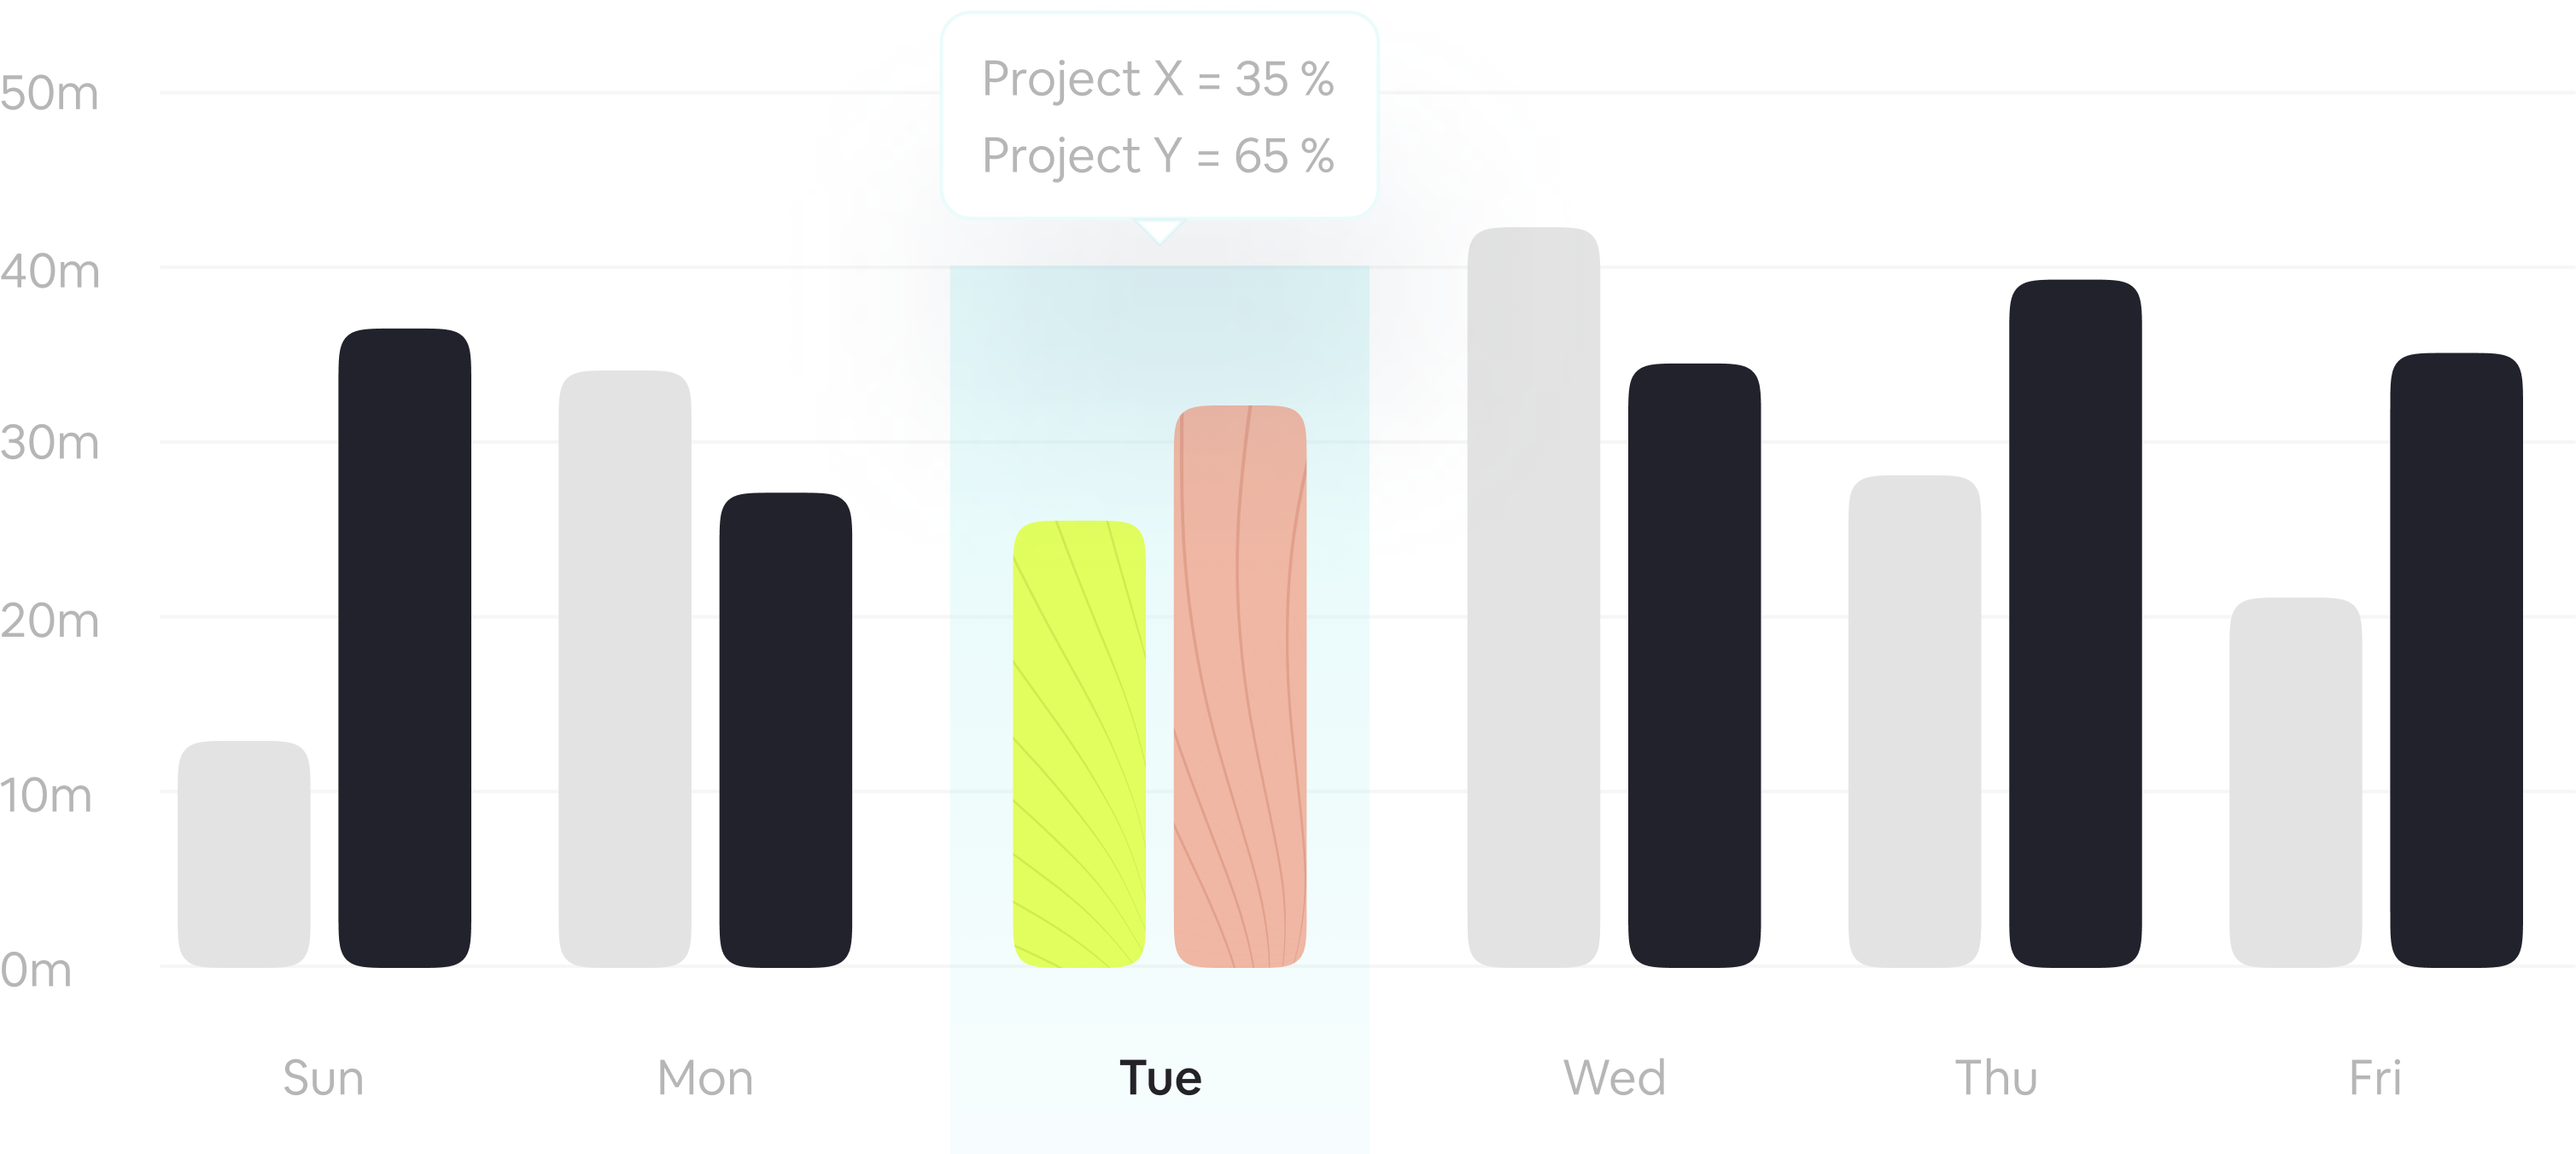 Project X = 35 %
Project Y = 65 %
50m
40m
30m
20m
10m
0m
Sun
Mon
Tue
Wed
Thu
Fri